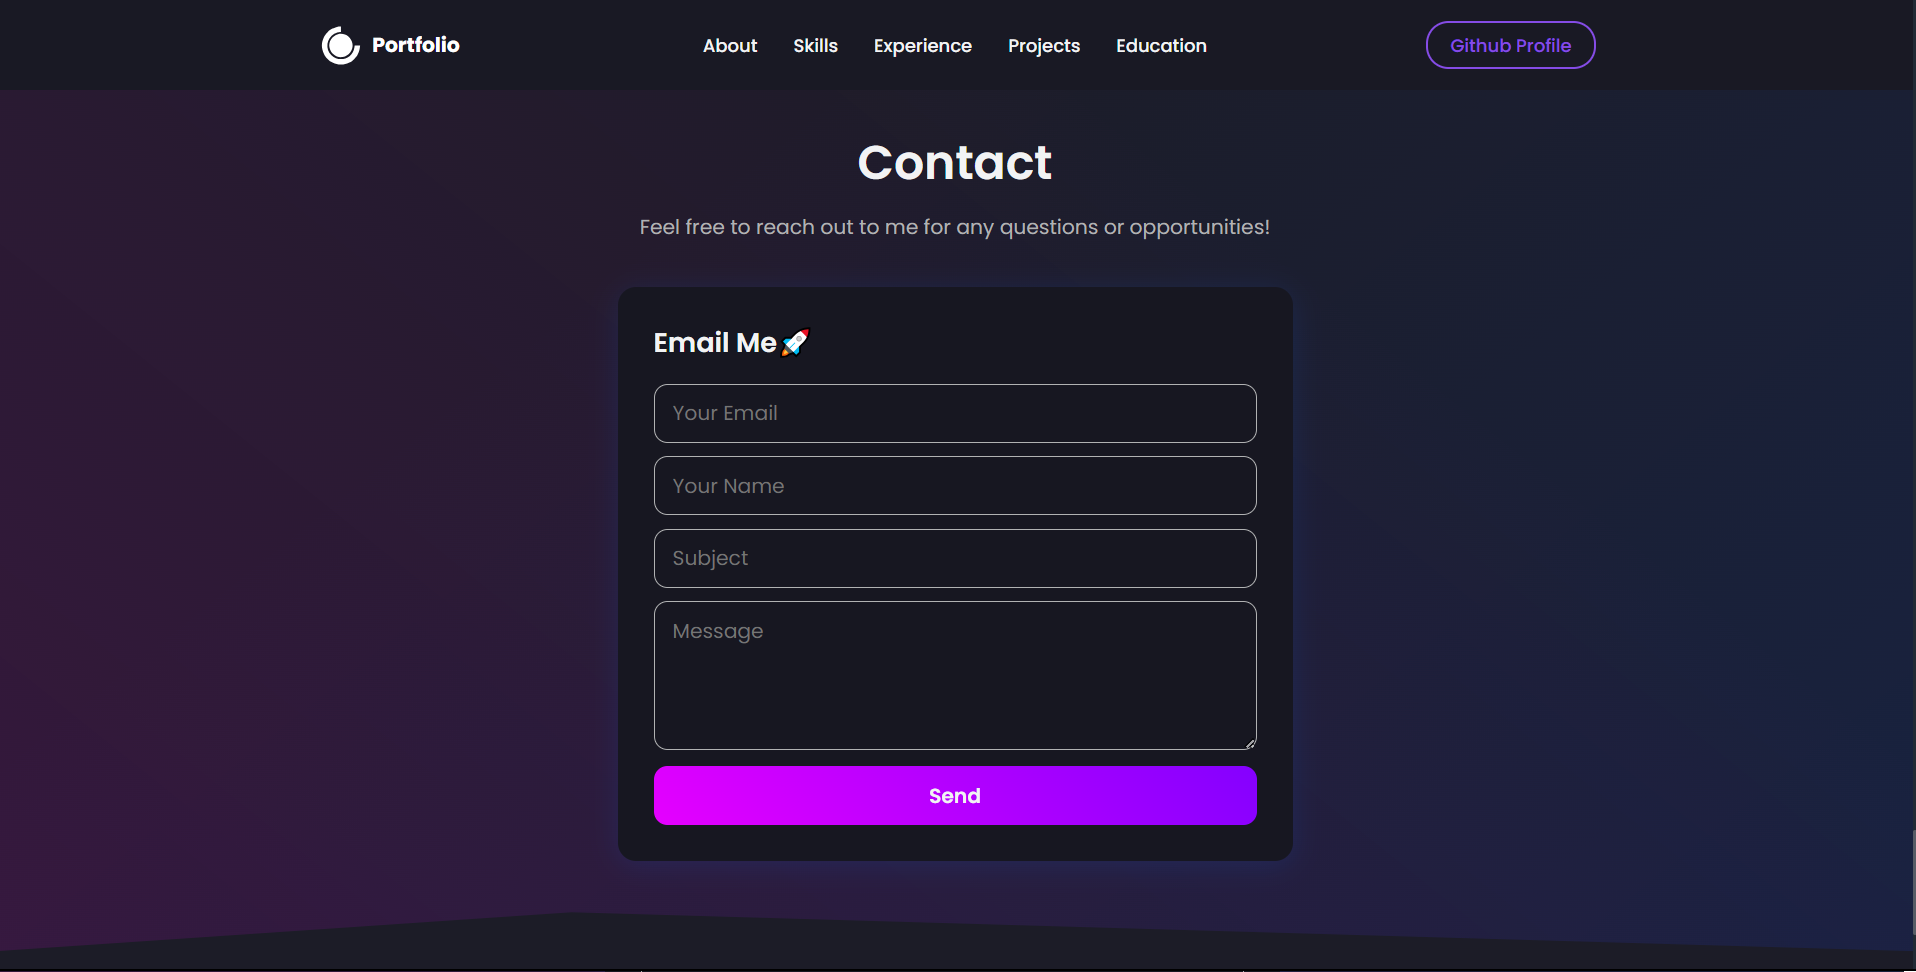 Portfolio
About Skills Experience Projects Education
Github Profile
Contact
Feel free to reach out to me for any questions or opportunities!
Email Me🚀
Your Email
Your Name
Subject
Message
Send